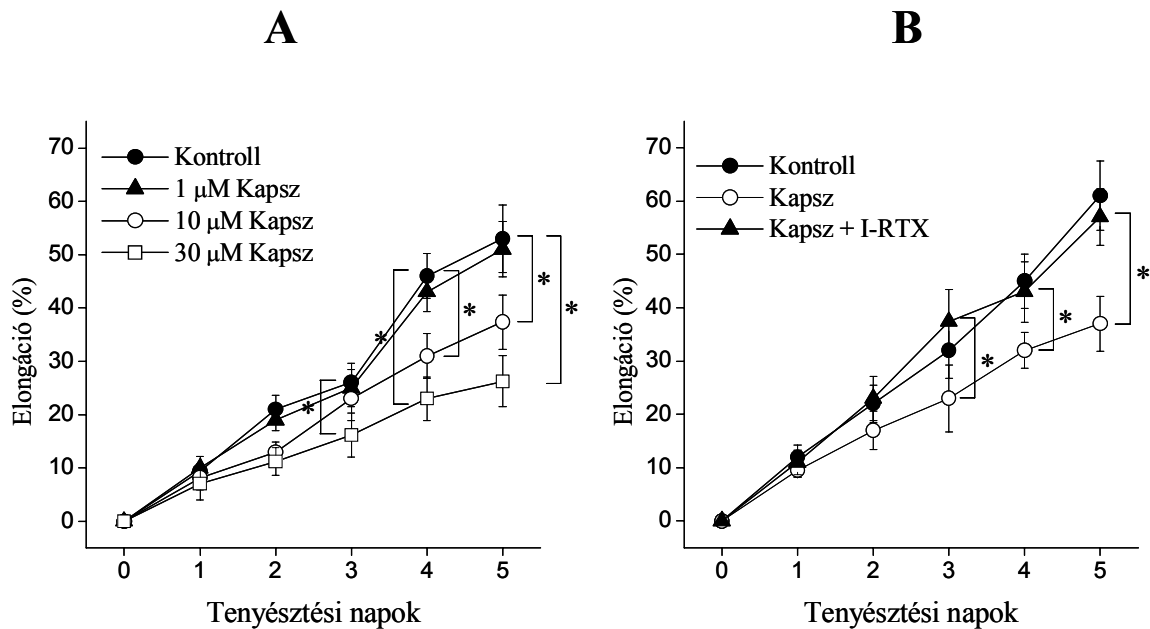 A
Elongáció (%)
70
60
50
40
30
20
10
0
Kontroll
1 μM Kapsz
10 μM Kapsz
30 μM Kapsz
*
*
*
*
*
0 1 2 3 4 5
Tenyésztési napok
B
Elongáció (%)
70
60
50
40
30
20
10
0
Kontroll
Kapsz
Kapsz + I-RTX
*
*
*
0 1 2 3 4 5
Tenyésztési napok